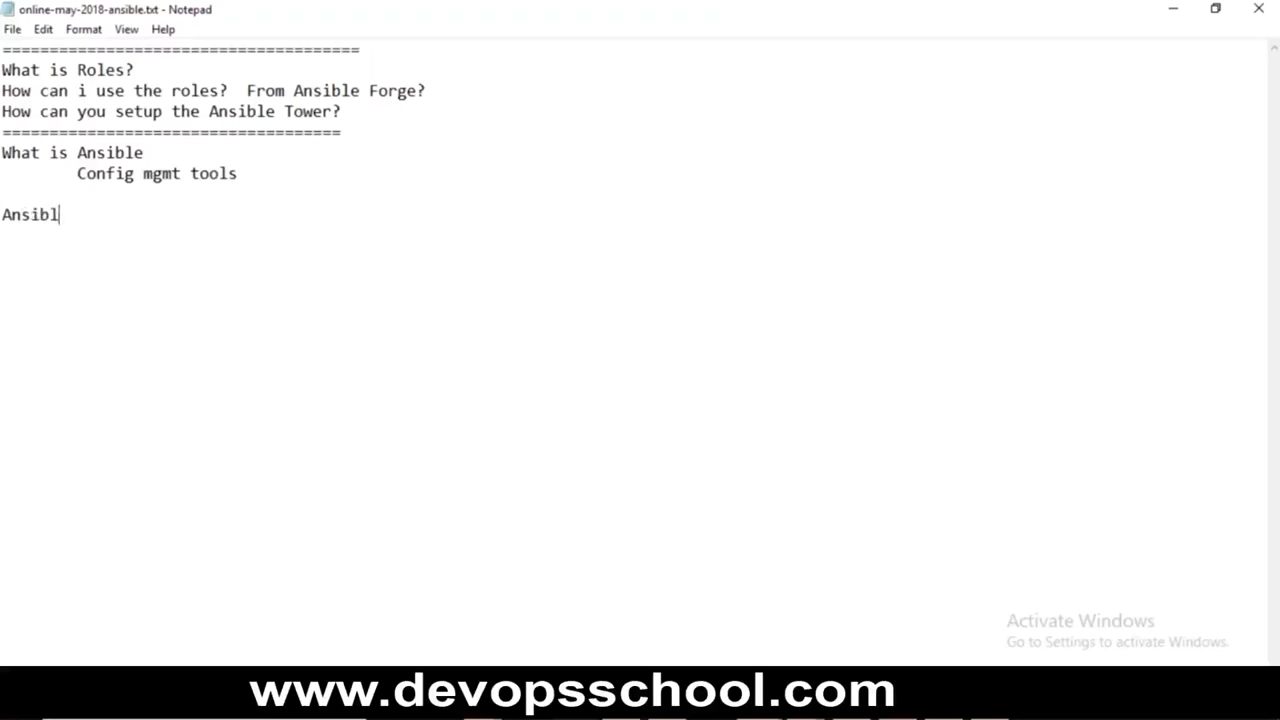 online-may-2018-ansible.txt - Notepad
File Edit Format View Help
======================================
What is Roles?
How can i use the roles?  From Ansible Forge?
How can you setup the Ansible Tower?
====================================
What is Ansible
        Config mgmt tools
Ansibl
Activate Windows
Go to Settings to activate Windows.
www.devopsschool.com